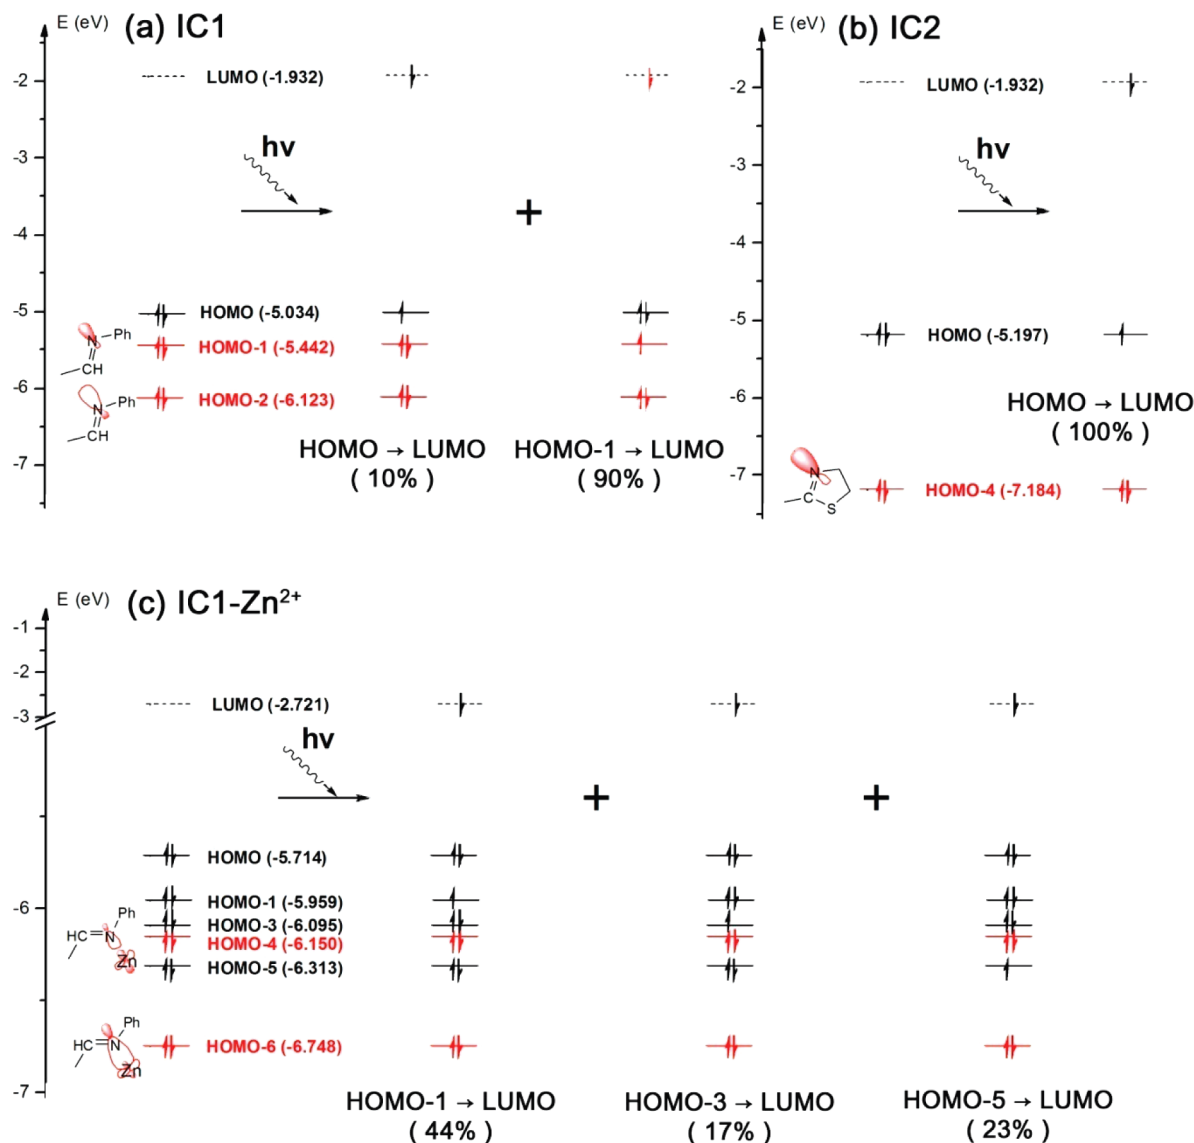 E (eV) (a) IC1
-2
-3
-4
-5
-6
-7
LUMO (-1.932)
hv
+
HOMO (-5.034)
HOMO-1 (-5.442)
HOMO-2 (-6.123)
N Ph
CH
N Ph
CH
HOMO → LUMO
( 10% )
HOMO-1 → LUMO
( 90% )
E (eV) (b) IC2
-2
-3
-4
-5
-6
-7
LUMO (-1.932)
hv
HOMO (-5.197)
HOMO → LUMO
( 100% )
N
C
S
HOMO-4 (-7.184)
E (eV) (c) IC1-Zn²⁺
-1
-2
-3
-6
-7
LUMO (-2.721)
hv
+
+
HOMO (-5.714)
HOMO-1 (-5.959)
HOMO-3 (-6.095)
HOMO-4 (-6.150)
HOMO-5 (-6.313)
HOMO-6 (-6.748)
Ph
HC N
Zn
Ph
HC N
Zn
HOMO-1 → LUMO
( 44% )
HOMO-3 → LUMO
( 17% )
HOMO-5 → LUMO
( 23% )